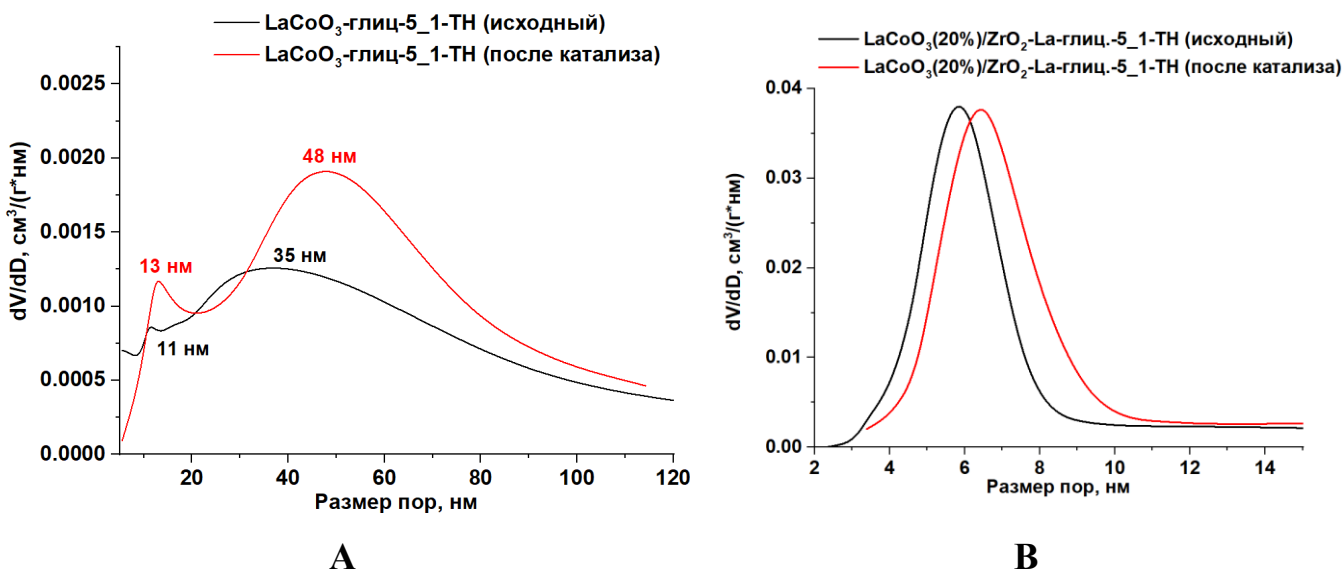 LaCoO₃-глиц-5_1-ТН (исходный)
LaCoO₃-глиц-5_1-ТН (после катализа)
0.0025
0.0020
0.0015
0.0010
0.0005
0.0000
dV/dD, см³/(г*нм)
48 нм
35 нм
13 нм
11 нм
20
40
60
80
100
120
Размер пор, нм
A
LaCoO₃(20%)/ZrO₂-La-глиц.-5_1-ТН (исходный)
LaCoO₃(20%)/ZrO₂-La-глиц.-5_1-ТН (после катализа)
0.04
0.03
0.02
0.01
0.00
dV/dD, см³/(г*нм)
2
4
6
8
10
12
14
Размер пор, нм
B